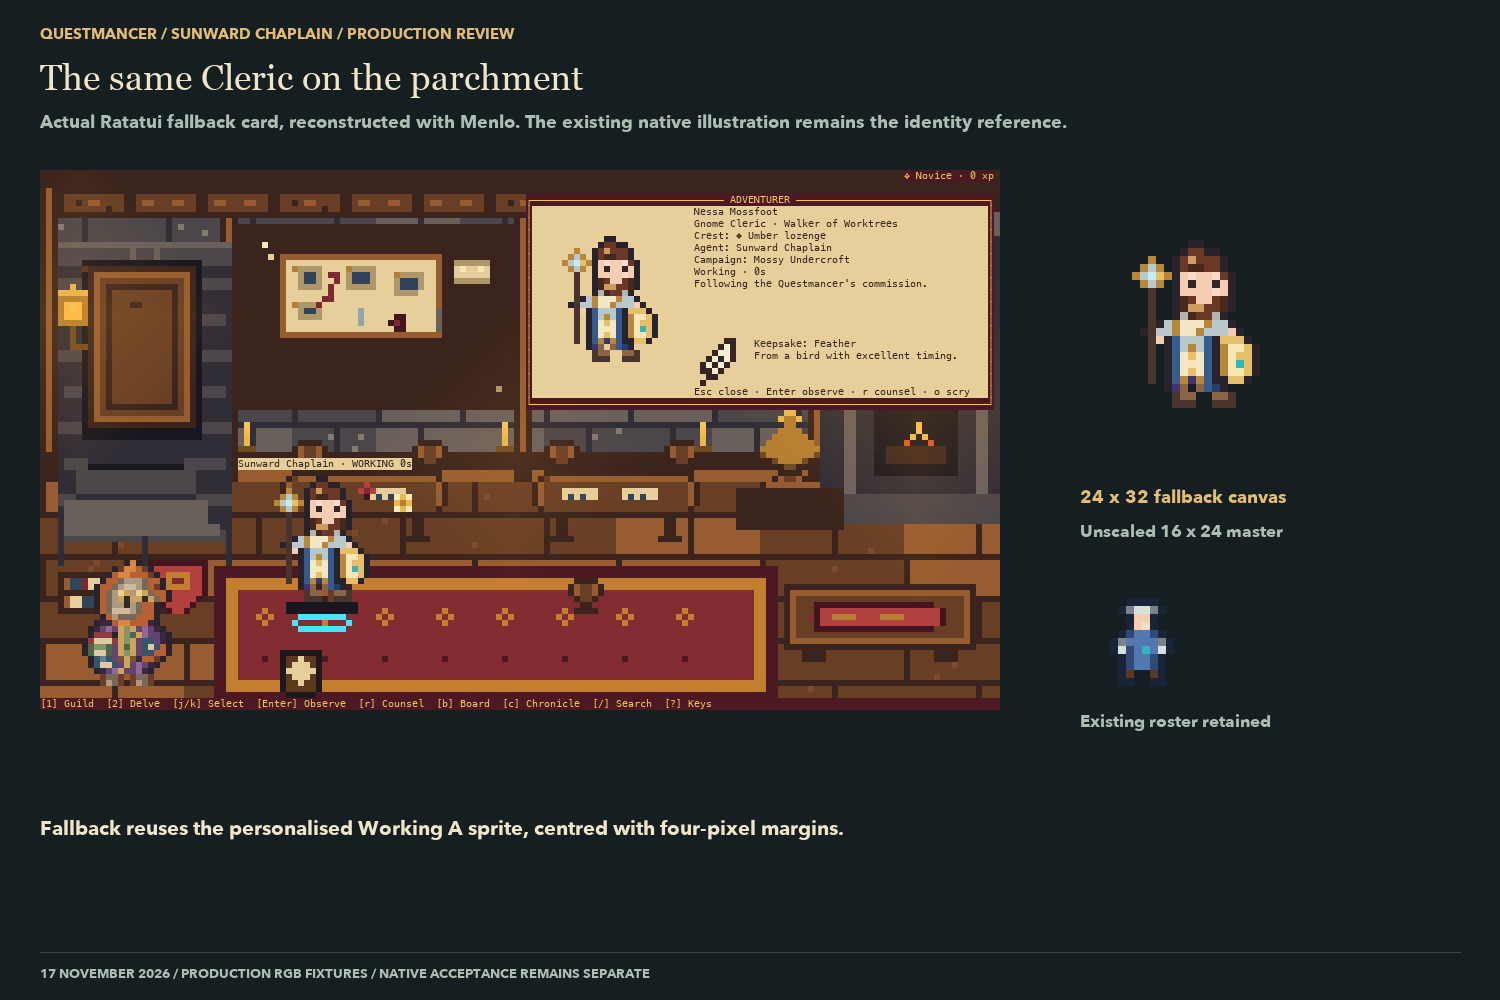 QUESTMANCER / SUNWARD CHAPLAIN / PRODUCTION REVIEW
The same Cleric on the parchment
Actual Ratatui fallback card, reconstructed with Menlo. The existing native illustration remains the identity reference.
❖ Novice · 0 xp
ADVENTURER
Nessa Mossfoot
Gnome Cleric · Walker of Worktrees
Crest: ◆ Umber lozenge
Agent: Sunward Chaplain
Campaign: Mossy Undercroft
Working · 0s
Following the Questmancer's commission.
Keepsake: Feather
From a bird with excellent timing.
Esc close · Enter observe · r counsel · o scry
Sunward Chaplain · WORKING 0s
[1] Guild [2] Delve [j/k] Select [Enter] Observe [r] Counsel [b] Board [c] Chronicle [/] Search [?] Keys
24 x 32 fallback canvas
Unscaled 16 x 24 master
Existing roster retained
Fallback reuses the personalised Working A sprite, centred with four-pixel margins.
17 NOVEMBER 2026 / PRODUCTION RGB FIXTURES / NATIVE ACCEPTANCE REMAINS SEPARATE